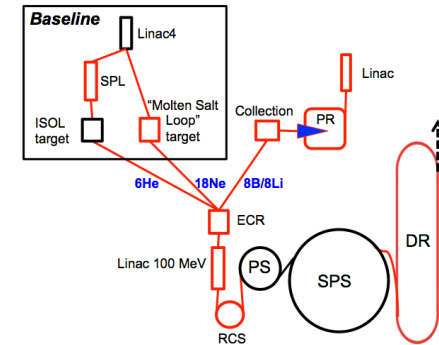 Baseline
Linac4
SPL
ISOL
target
“Molten Salt
Loop”
target
Linac
Collection
PR
6He
18Ne
8B/8Li
ECR
Linac 100 MeV
PS
SPS
DR
RCS